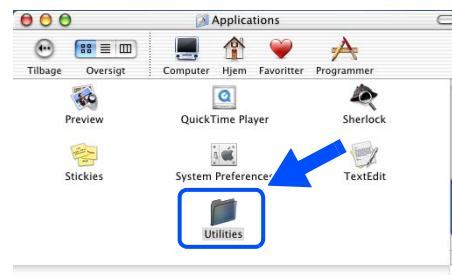 Applications
Tilbage Oversigt Computer Hjem Favoritter Programmer
Preview QuickTime Player Sherlock
Stickies System Preferences TextEdit
Utilities